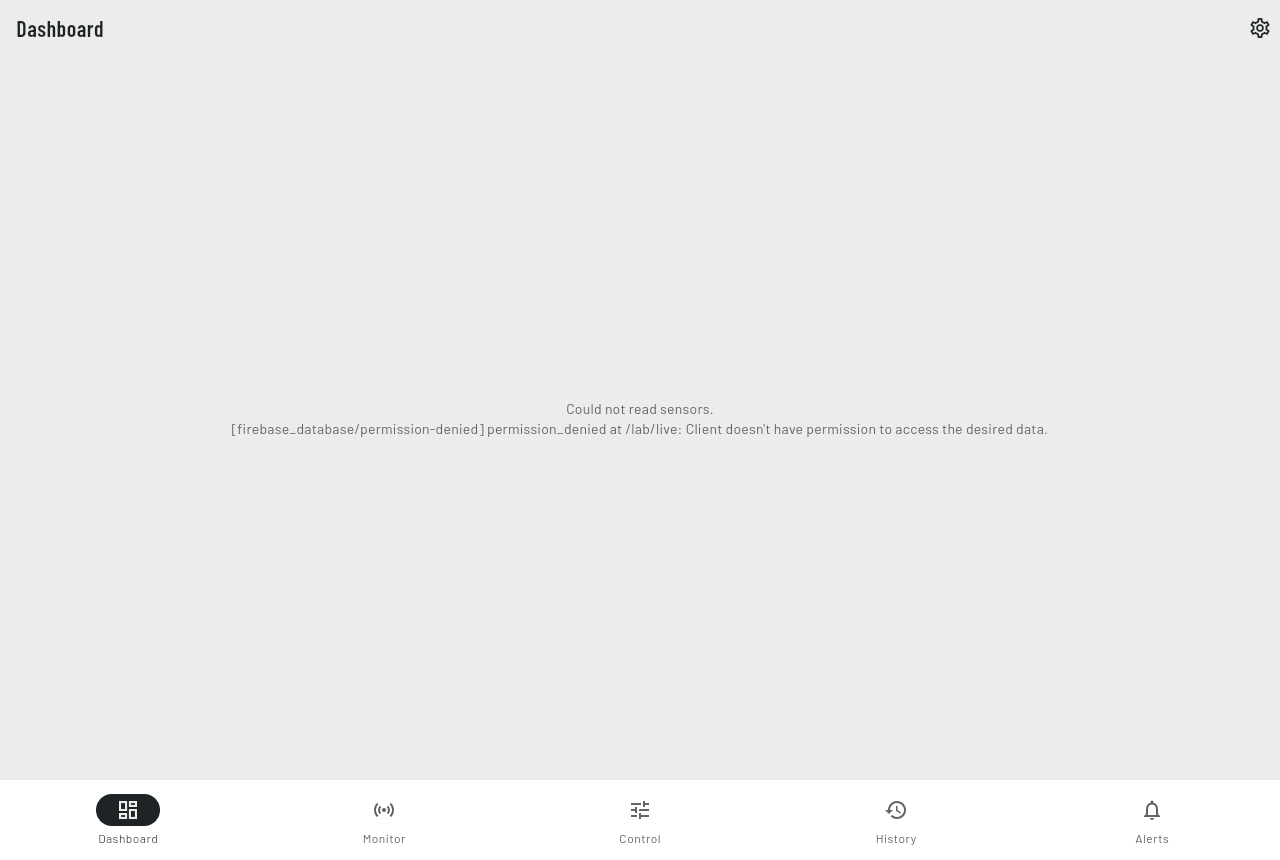 Dashboard
Could not read sensors.
[firebase_database/permission-denied] permission_denied at /lab/live: Client doesn't have permission to access the desired data.
Dashboard
Monitor
Control
History
Alerts